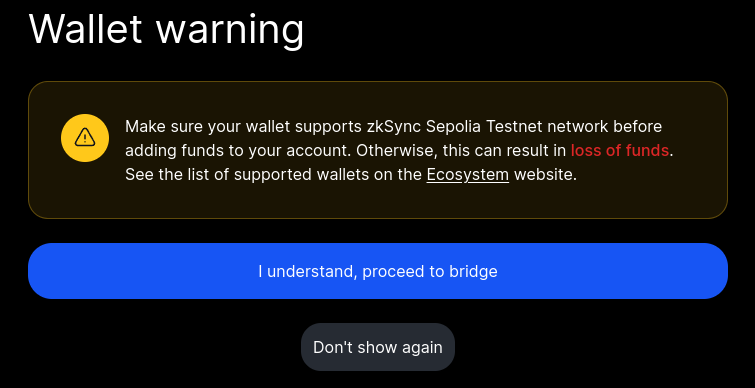 Wallet warning
Make sure your wallet supports zkSync Sepolia Testnet network before
adding funds to your account. Otherwise, this can result in loss of funds.
See the list of supported wallets on the Ecosystem website.
I understand, proceed to bridge
Don't show again